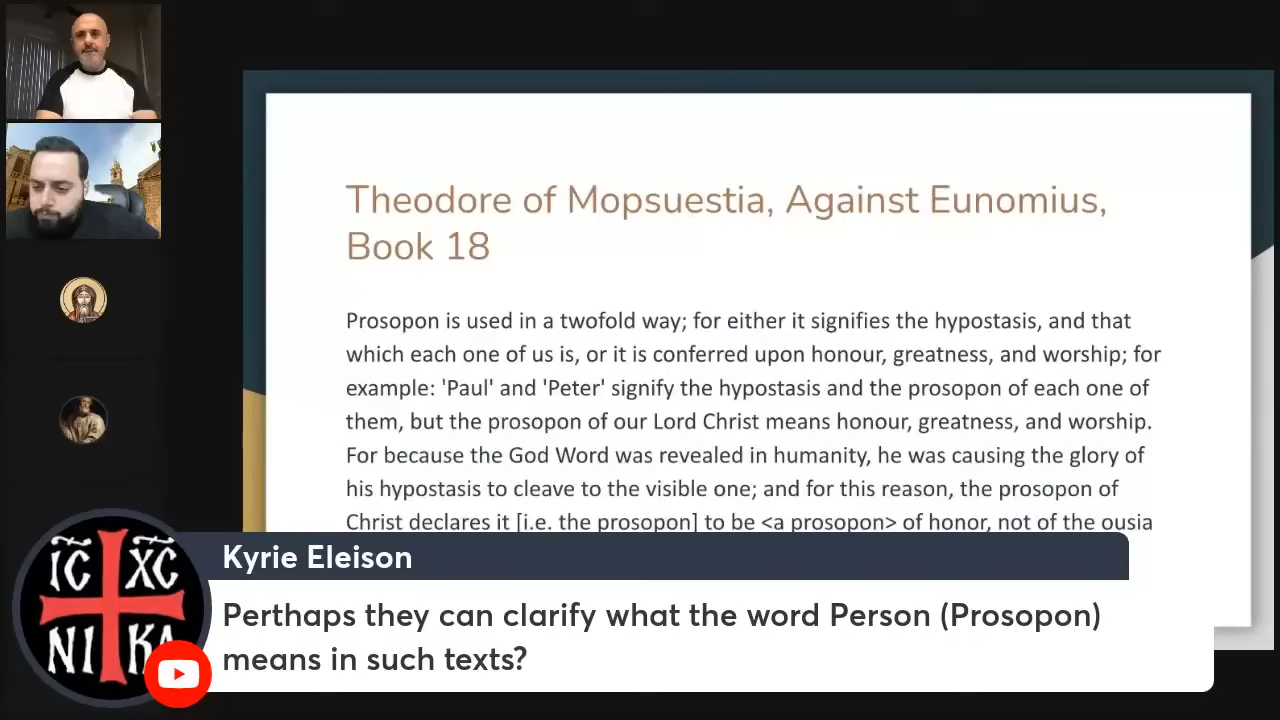 Theodore of Mopsuestia, Against Eunomius,
Book 18
Prosopon is used in a twofold way; for either it signifies the hypostasis, and that
which each one of us is, or it is conferred upon honour, greatness, and worship; for
example: 'Paul' and 'Peter' signify the hypostasis and the prosopon of each one of
them, but the prosopon of our Lord Christ means honour, greatness, and worship.
For because the God Word was revealed in humanity, he was causing the glory of
his hypostasis to cleave to the visible one; and for this reason, the prosopon of
Christ declares it [i.e. the prosopon] to be <a prosopon> of honor, not of the ousia
IC XC
NI KA
Kyrie Eleison
Perhaps they can clarify what the word Person (Prosopon)
means in such texts?